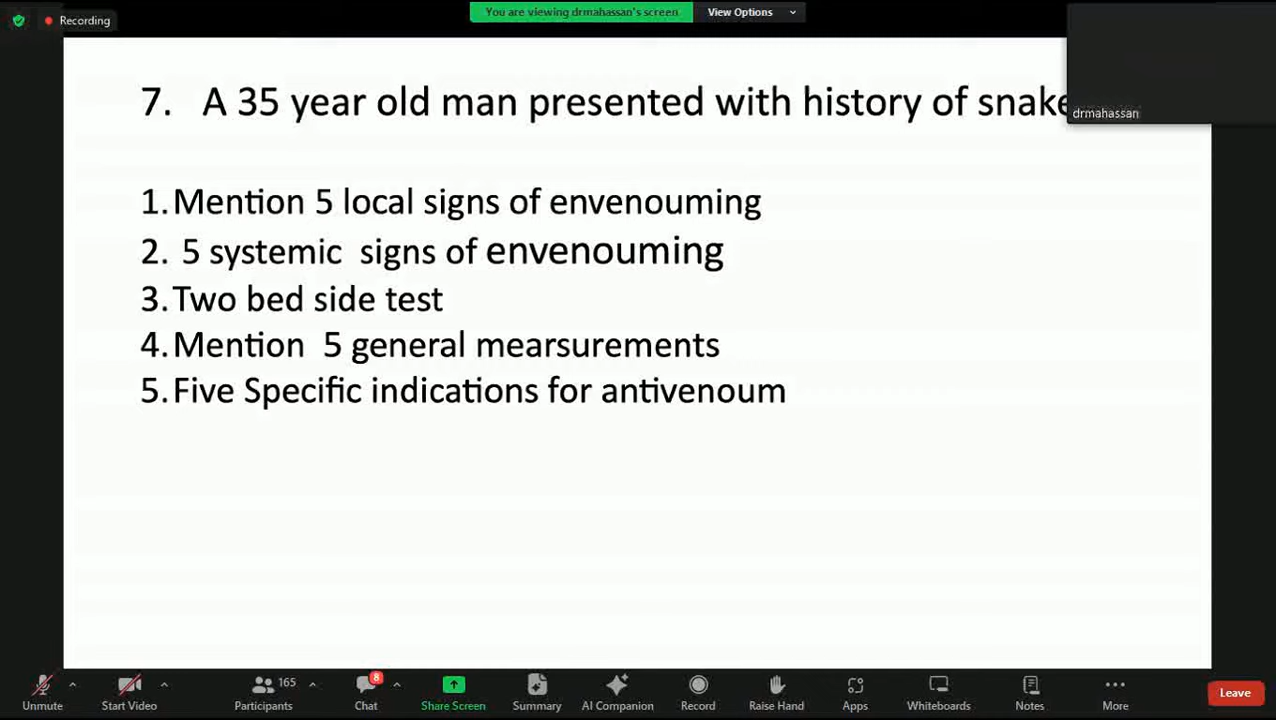 Recording
You are viewing drmahassan's screen
View Options
drmahassan
7. A 35 year old man presented with history of snake
1. Mention 5 local signs of envenouming
2. 5 systemic signs of envenouming
3. Two bed side test
4. Mention 5 general mearsurements
5. Five Specific indications for antivenoum
8
165
Unmute
Start Video
Participants
Chat
Share Screen
Summary
AI Companion
Record
Raise Hand
Apps
Whiteboards
Notes
More
Leave